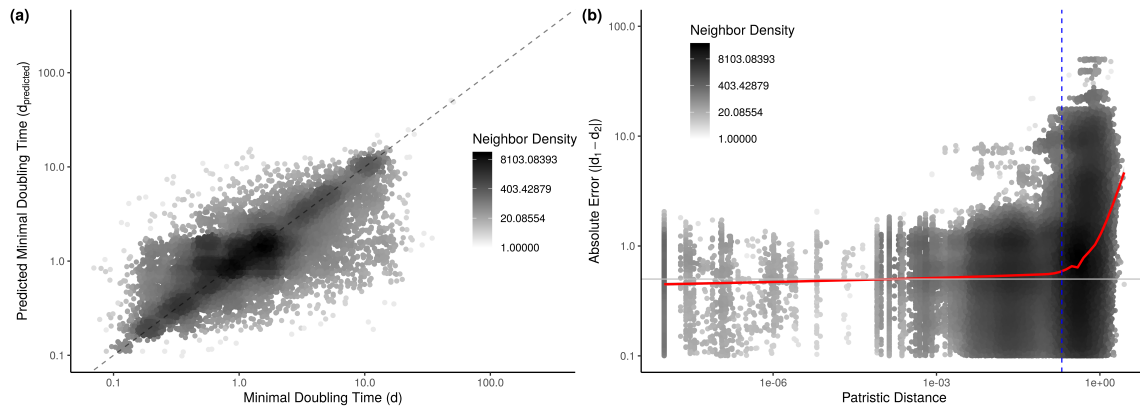 (a)
Predicted Minimal Doubling Time (d_predicted)
100.0
10.0
1.0
0.1
0.1
1.0
10.0
100.0
Minimal Doubling Time (d)
Neighbor Density
8103.08393
403.42879
20.08554
1.00000
(b)
Absolute Error (|d1 − d2|)
100.0
10.0
1.0
0.1
1e-06
1e-03
1e+00
Patristic Distance
Neighbor Density
8103.08393
403.42879
20.08554
1.00000